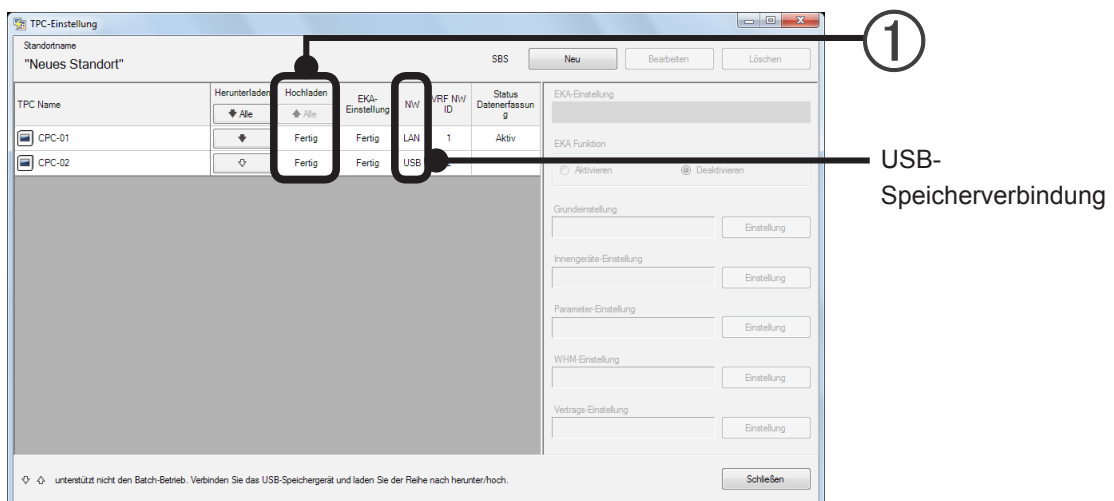 TPC-Einstellung
Standortname
"Neues Standort"
SBS
Neu
Bearbeiten
Löschen
TPC Name
Herunterladen
Alle
Hochladen
Alle
EKA-
Einstellung
NW
VRF NW
ID
Status
Datenerfassun
g
CPC-01
Fertig
Fertig
LAN
1
Aktiv
CPC-02
Fertig
Fertig
USB
EKA-Einstellung
EKA Funktion
Aktivieren
Deaktivieren
Grundeinstellung
Einstellung
Innengeräte-Einstellung
Einstellung
Parameter-Einstellung
Einstellung
WHM-Einstellung
Einstellung
Vertrags-Einstellung
Einstellung
unterstützt nicht den Batch-Betrieb. Verbinden Sie das USB-Speichergerät und laden Sie der Reihe nach herunter/hoch.
Schließen
①
USB-
Speicherverbindung